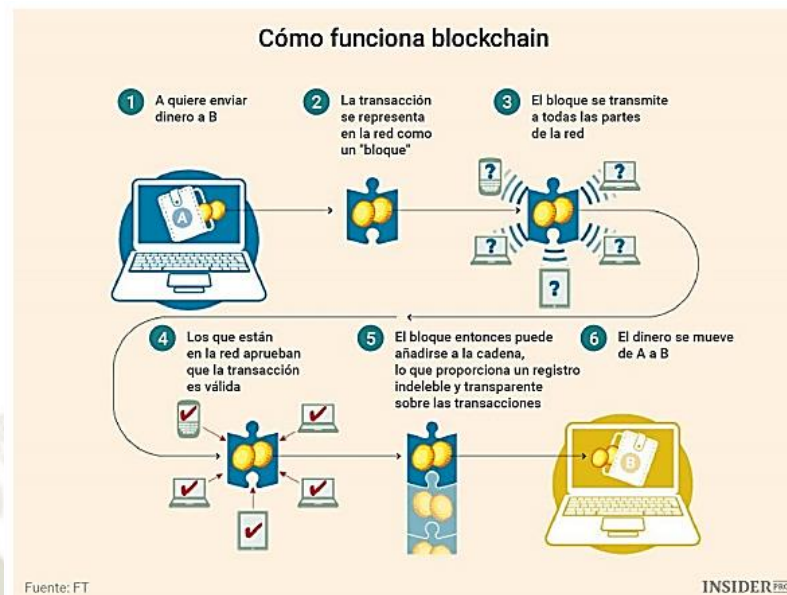 Cómo funciona blockchain
1
A quiere enviar
dinero a B
2
La transacción
se representa
en la red como
un "bloque"
3
El bloque se transmite
a todas las partes
de la red
A
?
?
?
?
?
4
Los que están
en la red aprueban
que la transacción
es válida
5
El bloque entonces puede
añadirse a la cadena,
lo que proporciona un registro
indeleble y transparente
sobre las transacciones
6
El dinero se mueve
de A a B
B
Fuente: FT
INSIDER PRO